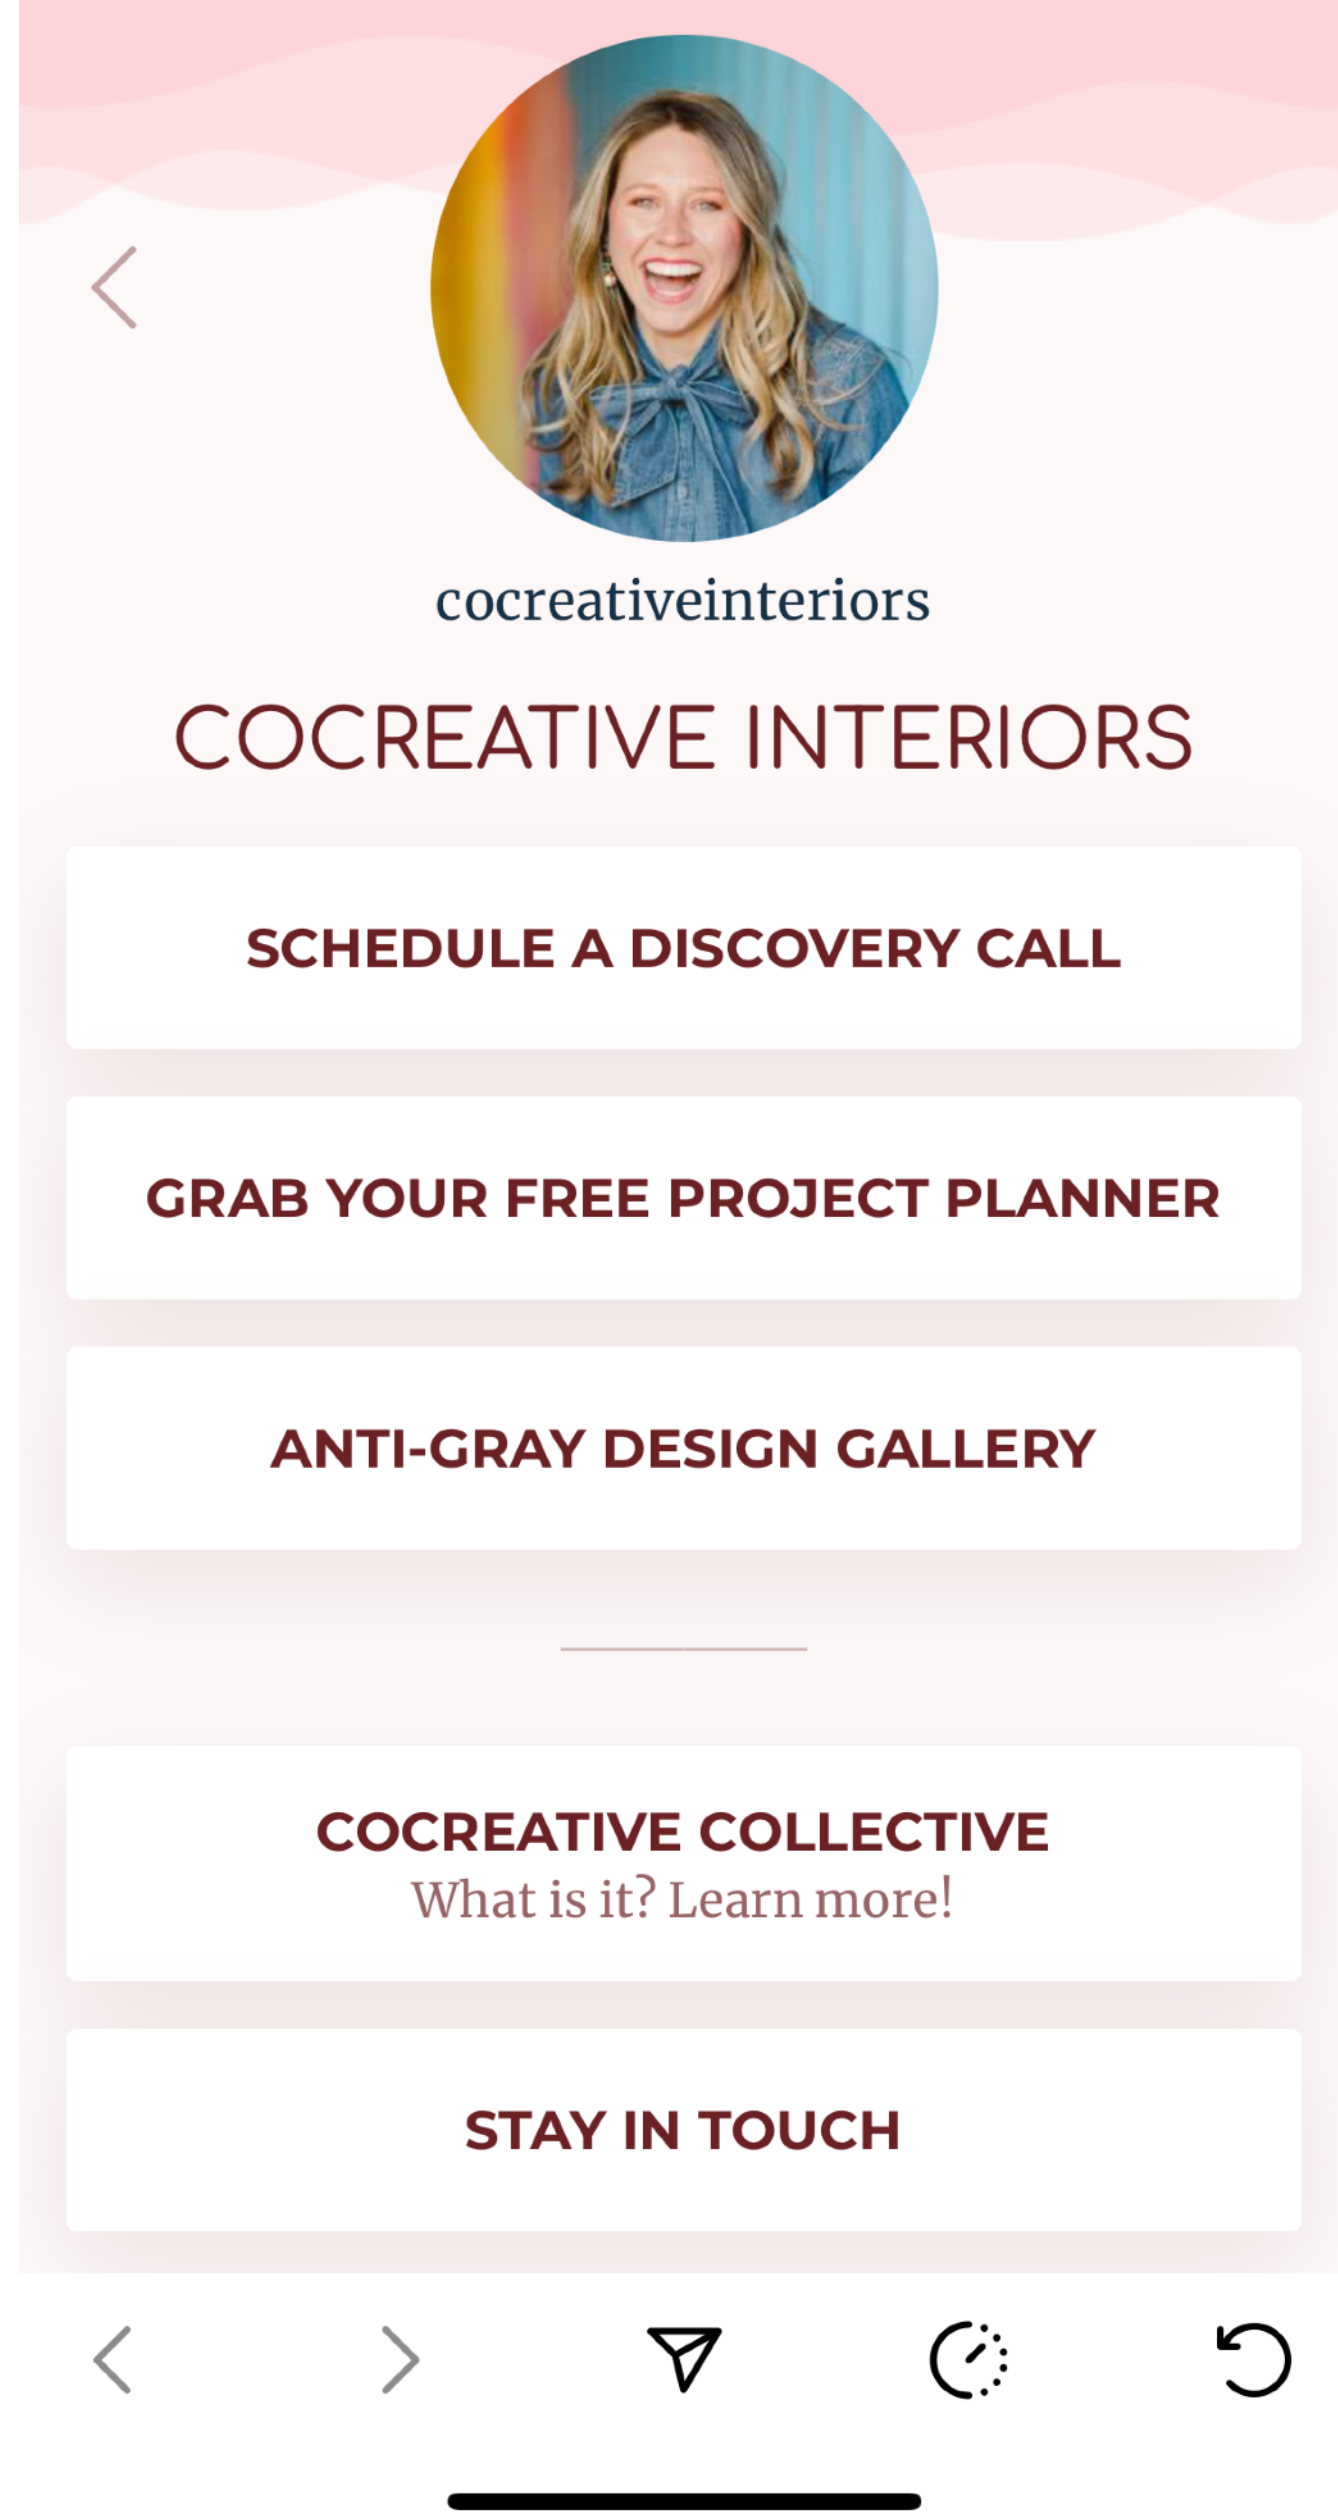 cocreativeinteriors
COCREATIVE INTERIORS
SCHEDULE A DISCOVERY CALL
GRAB YOUR FREE PROJECT PLANNER
ANTI-GRAY DESIGN GALLERY
COCREATIVE COLLECTIVE
What is it? Learn more!
STAY IN TOUCH